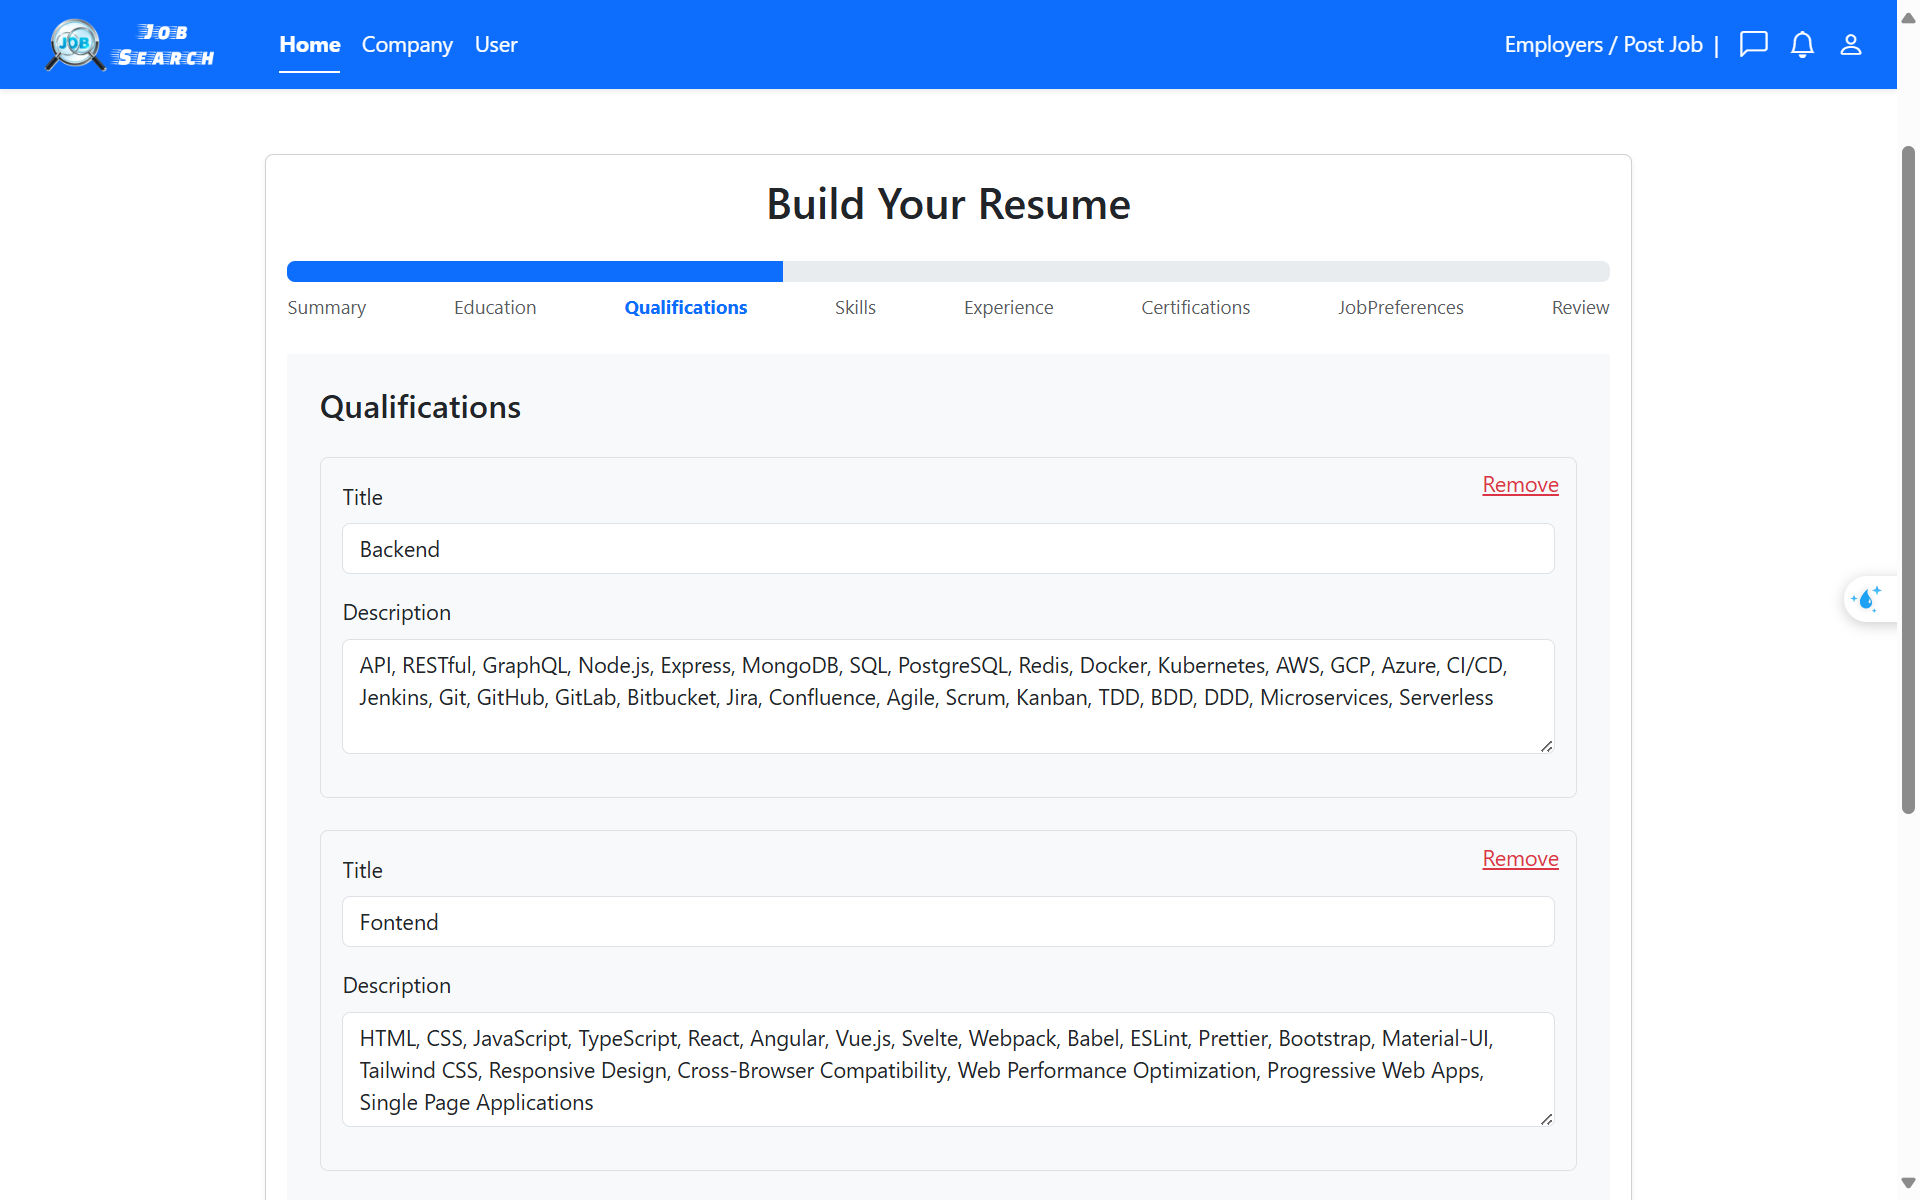 JOB
JOB
SEARCH
Home Company User
Employers / Post Job |
Build Your Resume
Summary Education Qualifications Skills Experience Certifications JobPreferences Review
Qualifications
Remove
Title
Backend
Description
API, RESTful, GraphQL, Node.js, Express, MongoDB, SQL, PostgreSQL, Redis, Docker, Kubernetes, AWS, GCP, Azure, CI/CD,
Jenkins, Git, GitHub, GitLab, Bitbucket, Jira, Confluence, Agile, Scrum, Kanban, TDD, BDD, DDD, Microservices, Serverless
Remove
Title
Fontend
Description
HTML, CSS, JavaScript, TypeScript, React, Angular, Vue.js, Svelte, Webpack, Babel, ESLint, Prettier, Bootstrap, Material-UI,
Tailwind CSS, Responsive Design, Cross-Browser Compatibility, Web Performance Optimization, Progressive Web Apps,
Single Page Applications